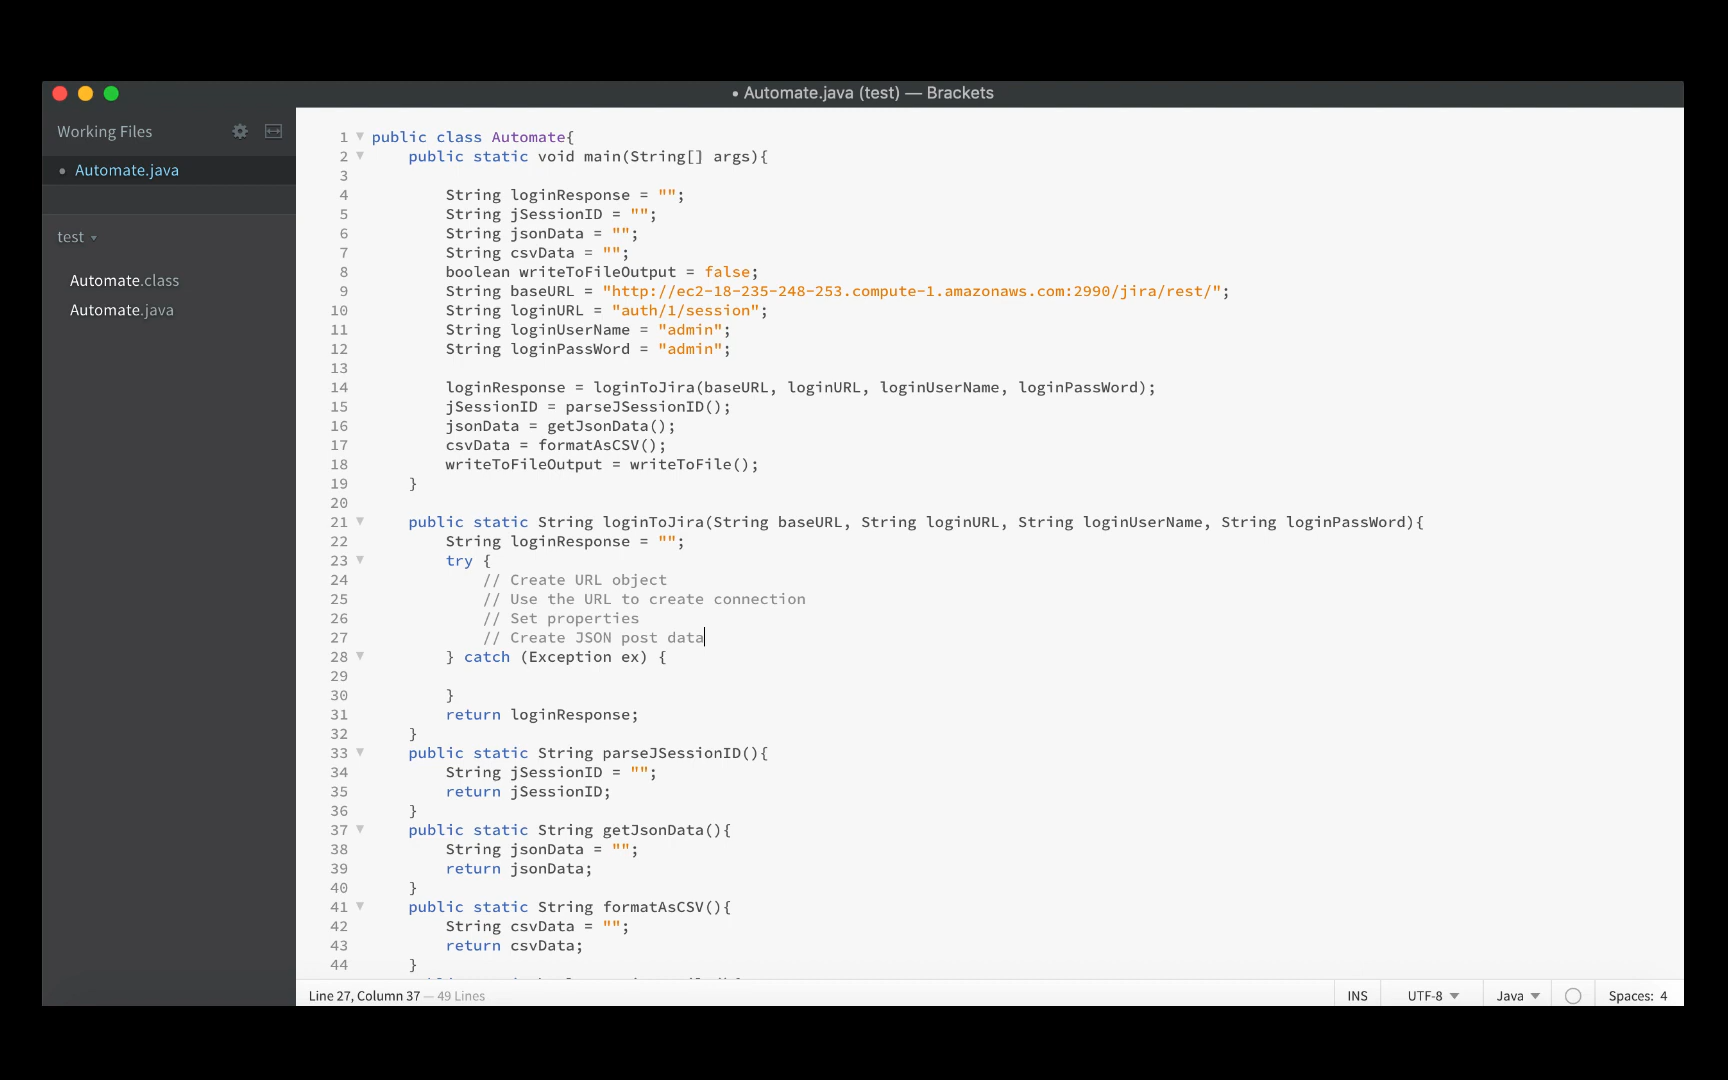 • Automate.java (test) — Brackets
Working Files
• Automate.java
test
Automate.class
Automate.java
1 public class Automate{
2 public static void main(String[] args){
3
4 String loginResponse = "";
5 String jSessionID = "";
6 String jsonData = "";
7 String csvData = "";
8 boolean writeToFileOutput = false;
9 String baseURL = "http://ec2-18-235-248-253.compute-1.amazonaws.com:2990/jira/rest/";
10 String loginURL = "auth/1/session";
11 String loginUserName = "admin";
12 String loginPassWord = "admin";
13
14 loginResponse = loginToJira(baseURL, loginURL, loginUserName, loginPassWord);
15 jSessionID = parseJSessionID();
16 jsonData = getJsonData();
17 csvData = formatAsCSV();
18 writeToFileOutput = writeToFile();
19 }
20
21 public static String loginToJira(String baseURL, String loginURL, String loginUserName, String loginPassWord){
22 String loginResponse = "";
23 try {
24 // Create URL object
25 // Use the URL to create connection
26 // Set properties
27 // Create JSON post data
28 } catch (Exception ex) {
29
30 }
31 return loginResponse;
32 }
33 public static String parseJSessionID(){
34 String jSessionID = "";
35 return jSessionID;
36 }
37 public static String getJsonData(){
38 String jsonData = "";
39 return jsonData;
40 }
41 public static String formatAsCSV(){
42 String csvData = "";
43 return csvData;
44 }
Line 27, Column 37 — 49 Lines
INS UTF-8 Java Spaces: 4